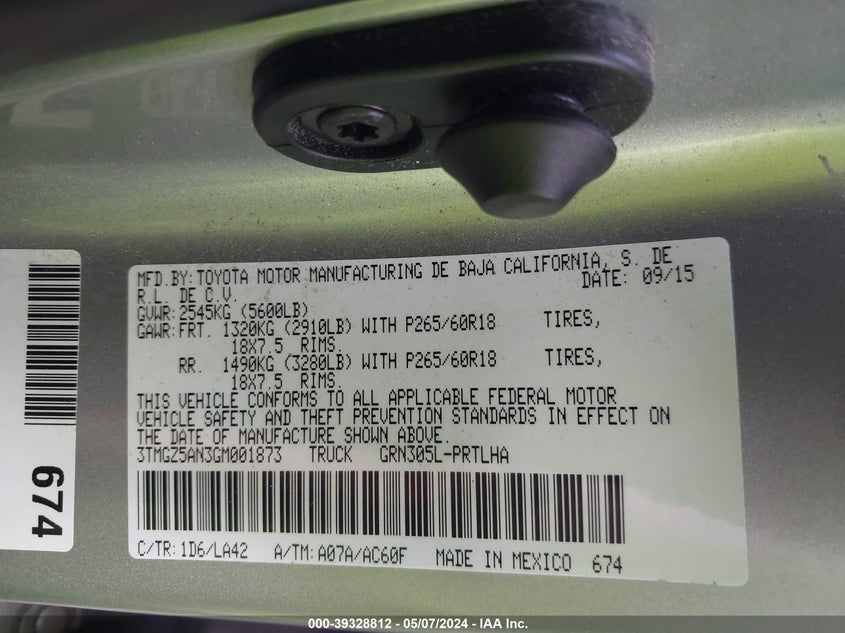 MFD.BY:TOYOTA MOTOR MANUFACTURING DE BAJA CALIFORNIA, S. DE
R.L. DE C.V. DATE: 09/15
GVWR:2545KG (5600LB)
GAWR:FRT. 1320KG (2910LB) WITH P265/60R18 TIRES,
18X7.5 RIMS.
RR. 1490KG (3280LB) WITH P265/60R18 TIRES,
18X7.5 RIMS.
THIS VEHICLE CONFORMS TO ALL APPLICABLE FEDERAL MOTOR
VEHICLE SAFETY AND THEFT PREVENTION STANDARDS IN EFFECT ON
THE DATE OF MANUFACTURE SHOWN ABOVE.
3TMGZ5AN3GM001873 TRUCK GRN305L-PRTLHA
C/TR:1D6/LA42 A/TM:A07A/AC60F MADE IN MEXICO 674
674
000-39328812 - 05/07/2024 - IAA Inc.